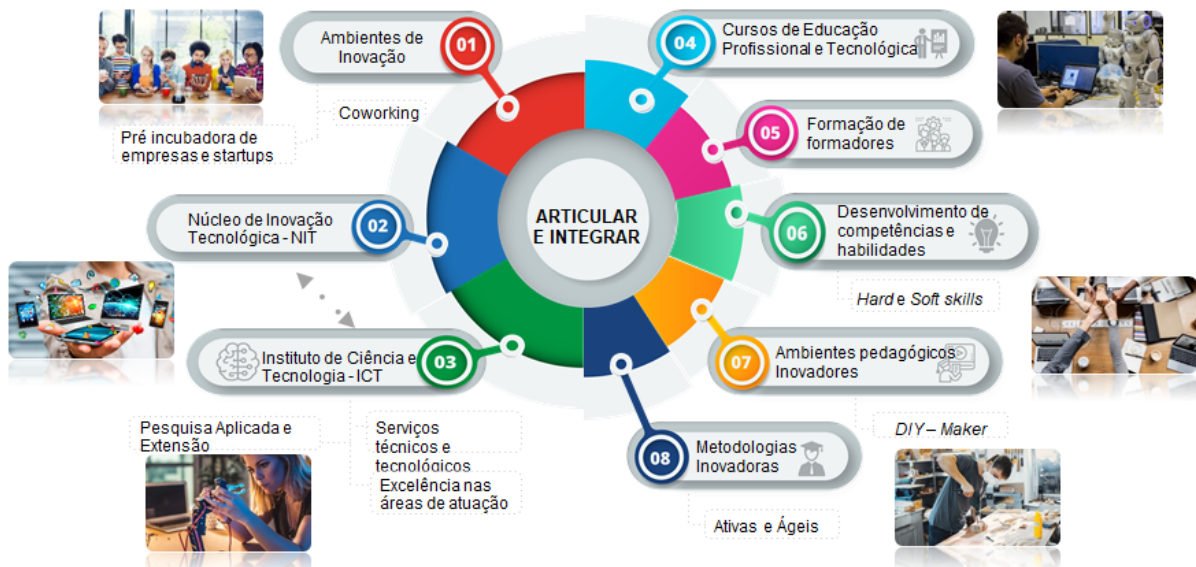 01
Ambientes de
Inovação
Coworking
Pré incubadora de
empresas e startups
02
Núcleo de Inovação
Tecnológica - NIT
03
Instituto de Ciência e
Tecnologia - ICT
Pesquisa Aplicada e
Extensão
Serviços
técnicos e
tecnológicos
Excelência nas
áreas de atuação
ARTICULAR
E INTEGRAR
04
Cursos de Educação
Profissional e Tecnológica
05
Formação de
formadores
06
Desenvolvimento de
competências e
habilidades
Hard e Soft skills
07
Ambientes pedagógicos
Inovadores
DIY – Maker
08
Metodologias
Inovadoras
Ativas e Ágeis